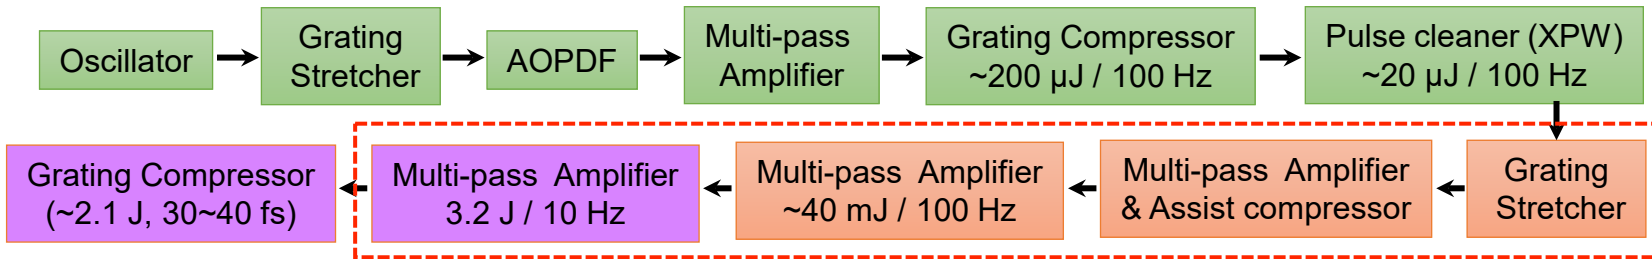 Oscillator
Grating
Stretcher
AOPDF
Multi-pass
Amplifier
Grating Compressor
~200 µJ / 100 Hz
Pulse cleaner (XPW)
~20 µJ / 100 Hz
Grating
Stretcher
Multi-pass Amplifier
& Assist compressor
Multi-pass Amplifier
~40 mJ / 100 Hz
Multi-pass Amplifier
3.2 J / 10 Hz
Grating Compressor
(~2.1 J, 30~40 fs)